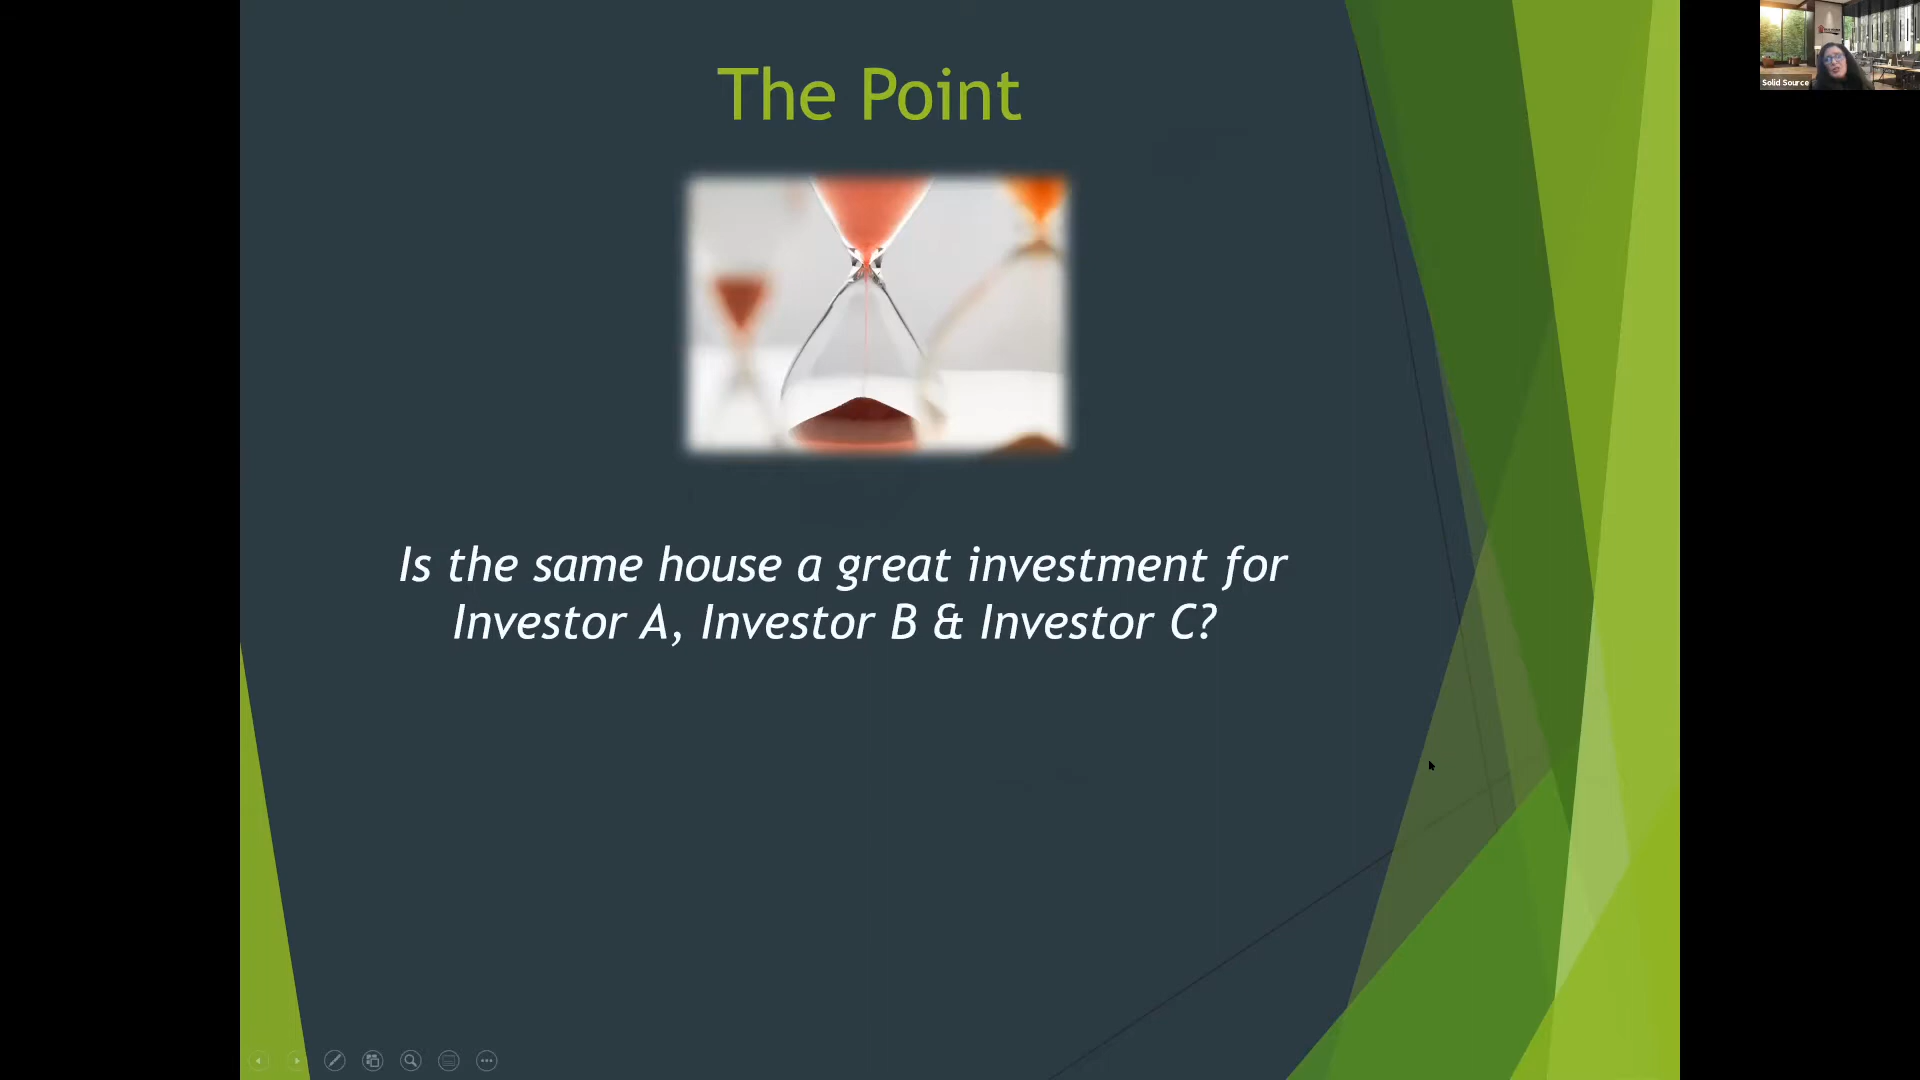 The Point
Is the same house a great investment for
Investor A, Investor B & Investor C?
Solid Source